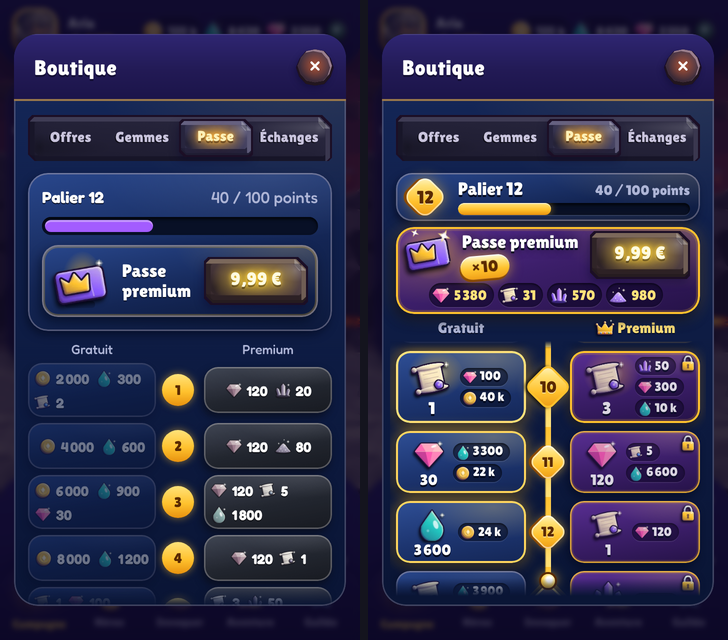 Boutique
Offres Gemmes Passe Échanges
Palier 12 40 / 100 points
Passe premium 9,99 €
Gratuit Premium
2000 300 2 1 120 20
4000 600 2 120 80
6000 900 30 3 120 5 1800
8000 1200 4 120 1
Boutique
Offres Gemmes Passe Échanges
12 Palier 12 40 / 100 points
Passe premium ×10 9,99 €
5380 31 570 980
Gratuit Premium
1 100 40 k 10 3 50 300 10 k
30 3300 22 k 11 120 5 6600
3600 24 k 12 1 120
3900